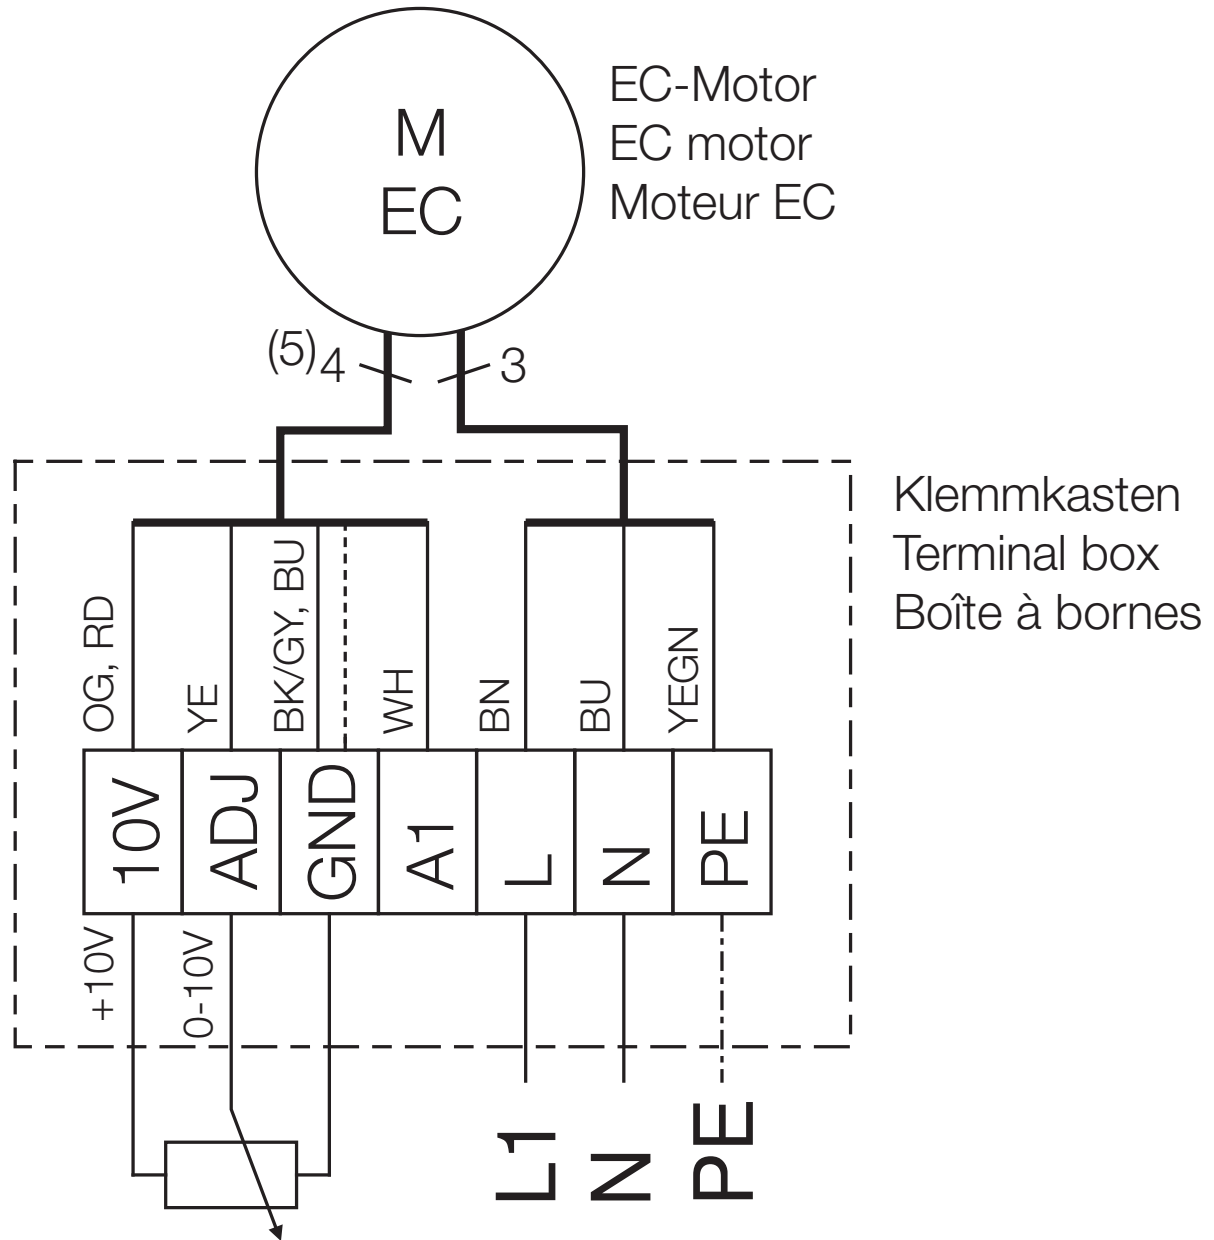 M
EC
EC-Motor
EC motor
Moteur EC
(5)4
3
Klemmkasten
Terminal box
Boîte à bornes
OG, RD
YE
BK/GY, BU
WH
BN
BU
YEGN
10V
ADJ
GND
A1
L
N
PE
+10V
0-10V
L1
N
PE